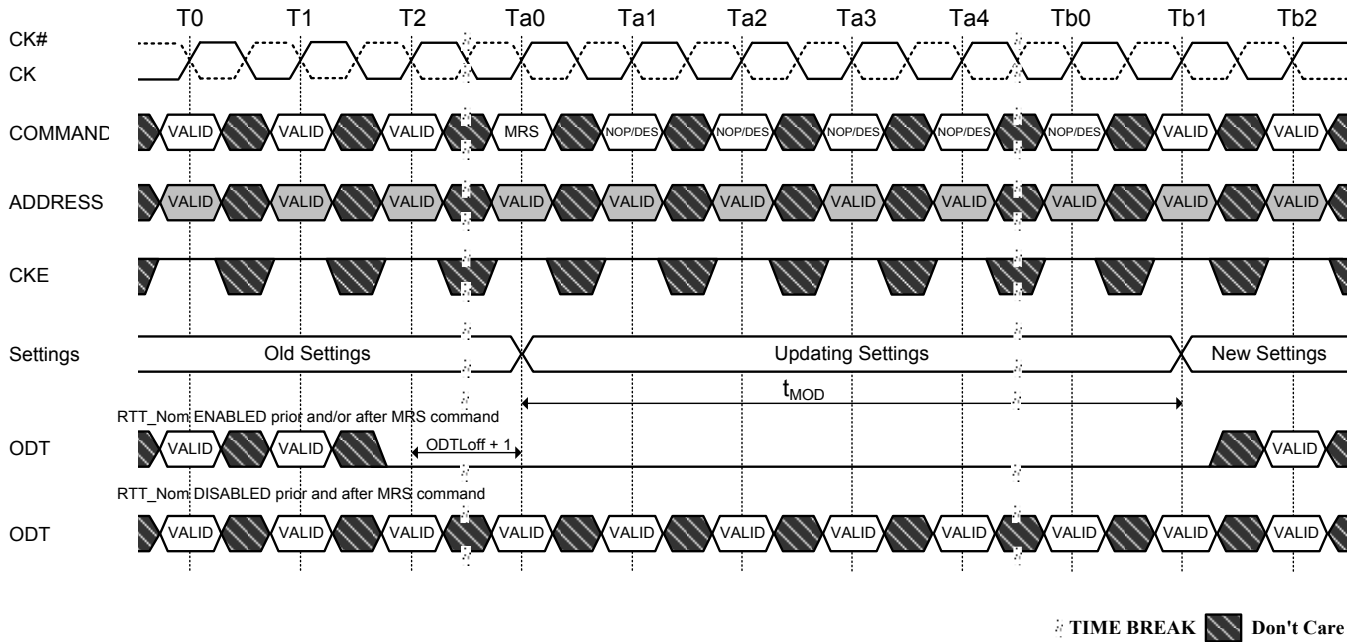 T0 T1 T2 Ta0 Ta1 Ta2 Ta3 Ta4 Tb0 Tb1 Tb2
CK#
CK
COMMAND VALID VALID VALID MRS NOP/DES NOP/DES NOP/DES NOP/DES NOP/DES VALID VALID
ADDRESS VALID VALID VALID VALID VALID VALID VALID VALID VALID VALID VALID
CKE
Settings Old Settings Updating Settings New Settings
tMOD
RTT_Nom ENABLED prior and/or after MRS command
ODT VALID VALID ODTLoff + 1 VALID
RTT_Nom DISABLED prior and after MRS command
ODT VALID VALID VALID VALID VALID VALID VALID VALID VALID VALID VALID
TIME BREAK Don't Care